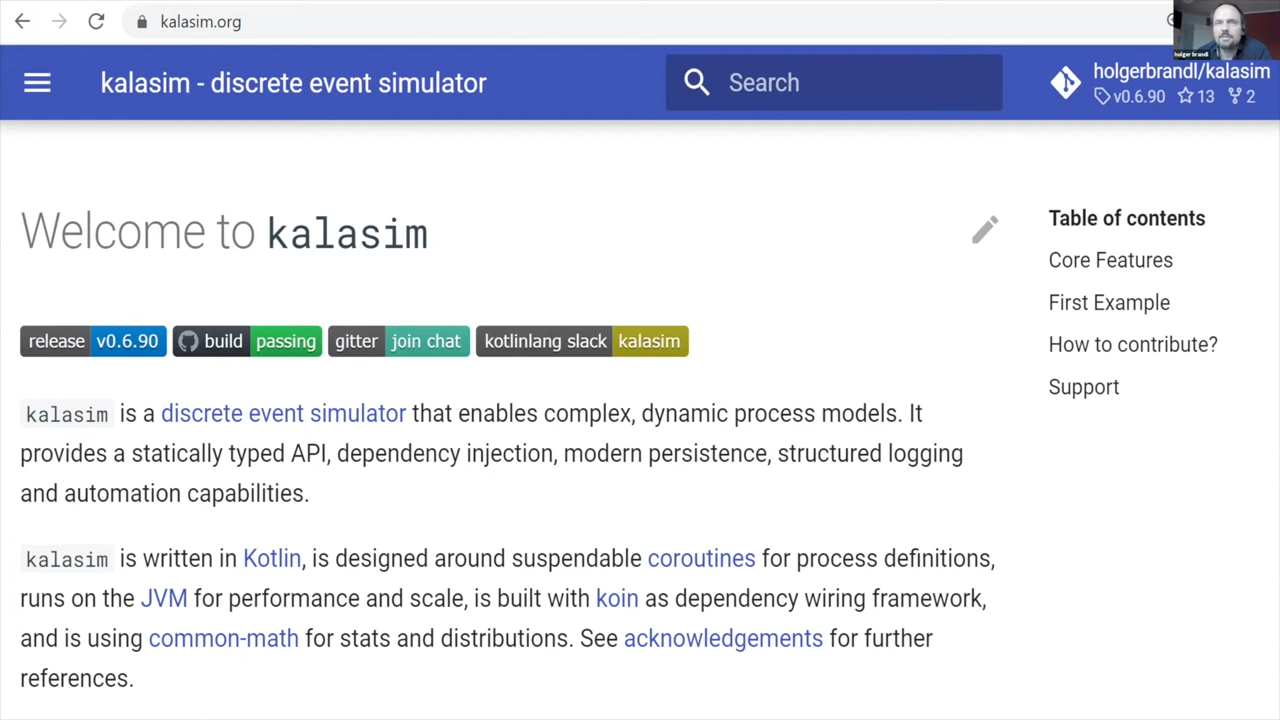 kalasim.org
holger brandl
kalasim - discrete event simulator
Search
holgerbrandl/kalasim
v0.6.90 13 2
Welcome to kalasim
release v0.6.90 build passing gitter join chat kotlinlang slack kalasim
kalasim is a discrete event simulator that enables complex, dynamic process models. It
provides a statically typed API, dependency injection, modern persistence, structured logging
and automation capabilities.
kalasim is written in Kotlin, is designed around suspendable coroutines for process definitions,
runs on the JVM for performance and scale, is built with koin as dependency wiring framework,
and is using common-math for stats and distributions. See acknowledgements for further
references.
Table of contents
Core Features
First Example
How to contribute?
Support